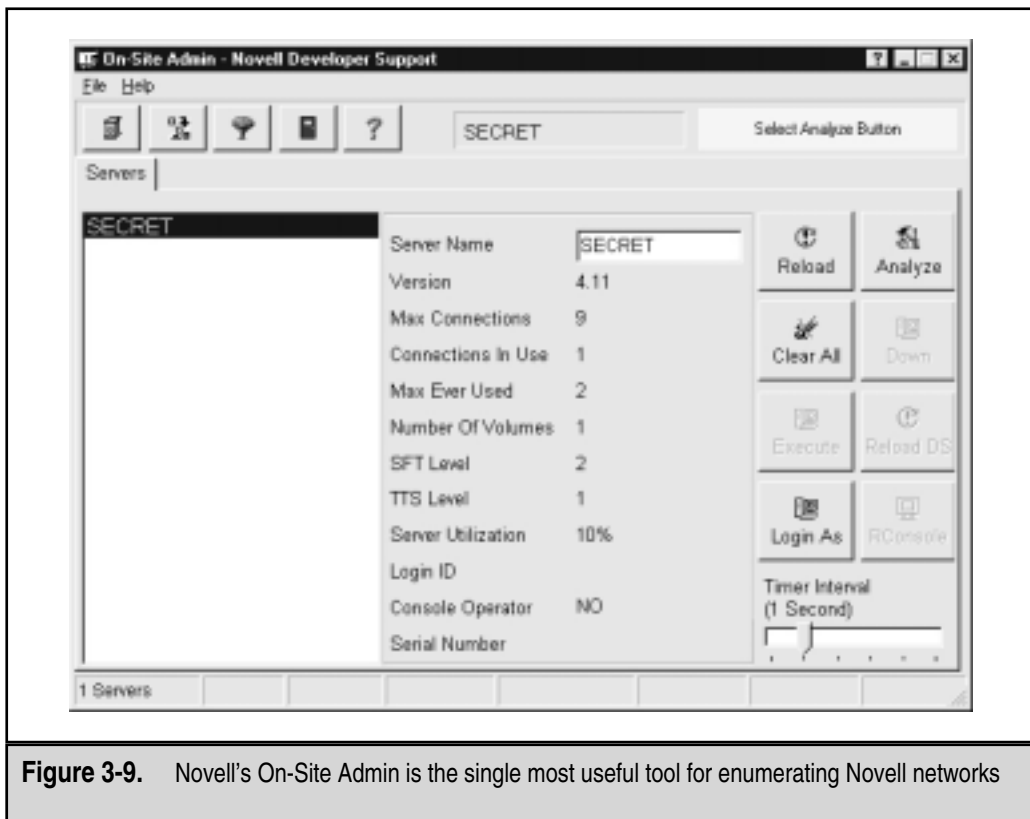 On-Site Admin - Novell Developer Support
File Help
SECRET
Select Analyze Button
Servers
SECRET
Server Name SECRET
Version 4.11
Max Connections 9
Connections In Use 1
Max Ever Used 2
Number Of Volumes 1
SFT Level 2
TTS Level 1
Server Utilization 10%
Login ID
Console Operator NO
Serial Number
Reload Analyze
Clear All Down
Execute Reload DS
Login As RConsole
Timer Interval
(1 Second)
1 Servers
Figure 3-9. Novell's On-Site Admin is the single most useful tool for enumerating Novell networks